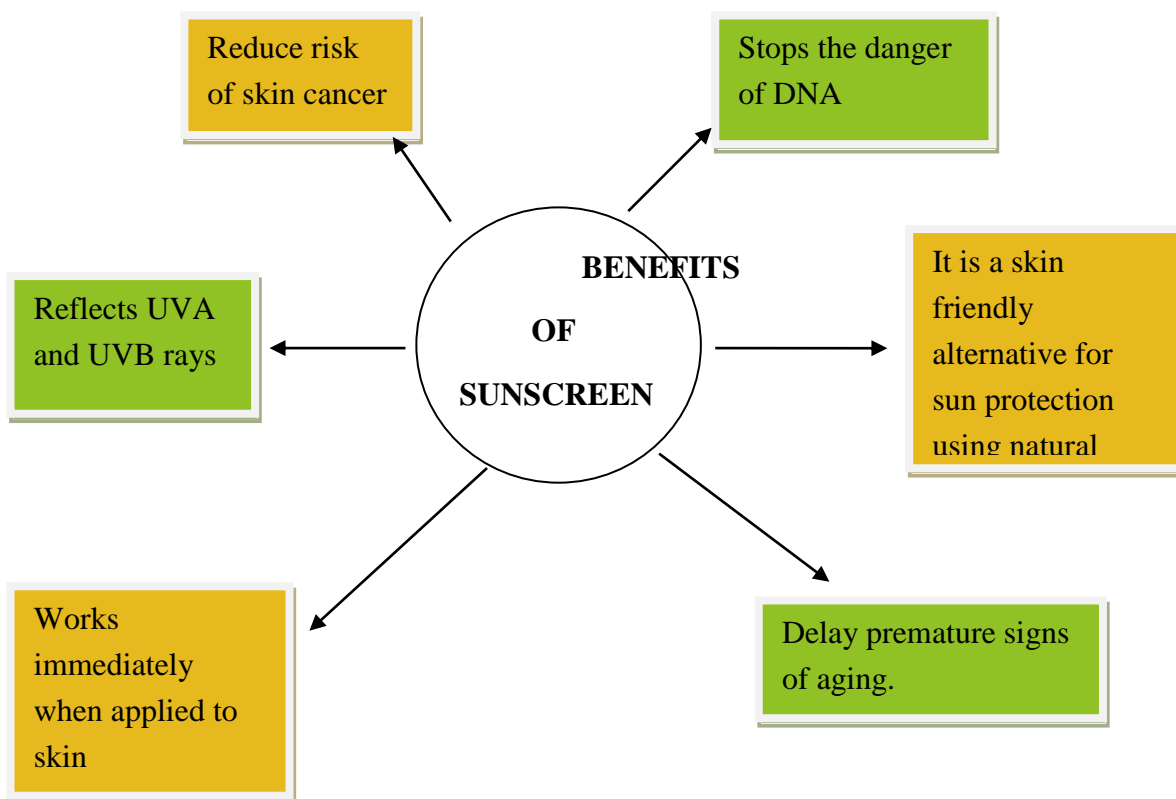 Reduce risk
of skin cancer
Stops the danger
of DNA
BENEFITS
OF
SUNSCREEN
Reflects UVA
and UVB rays
It is a skin
friendly
alternative for
sun protection
using natural
Works
immediately
when applied to
skin
Delay premature signs
of aging.